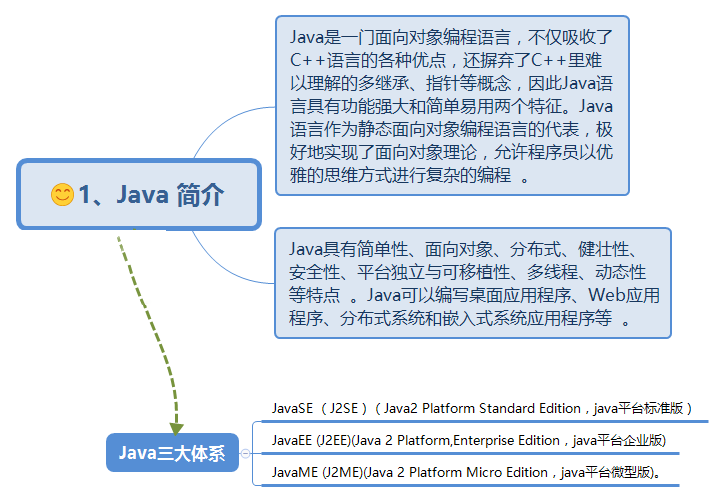 Java是一门面向对象编程语言，不仅吸收了
C++语言的各种优点，还摒弃了C++里难
以理解的多继承、指针等概念，因此Java语
言具有功能强大和简单易用两个特征。Java
语言作为静态面向对象编程语言的代表，极
好地实现了面向对象理论，允许程序员以优
雅的思维方式进行复杂的编程 。
😊1、Java 简介
Java具有简单性、面向对象、分布式、健壮性、
安全性、平台独立与可移植性、多线程、动态性
等特点 。Java可以编写桌面应用程序、Web应用
程序、分布式系统和嵌入式系统应用程序等 。
Java三大体系
JavaSE （J2SE）（Java2 Platform Standard Edition，java平台标准版）
JavaEE (J2EE)(Java 2 Platform,Enterprise Edition，java平台企业版)
JavaME (J2ME)(Java 2 Platform Micro Edition，java平台微型版)。